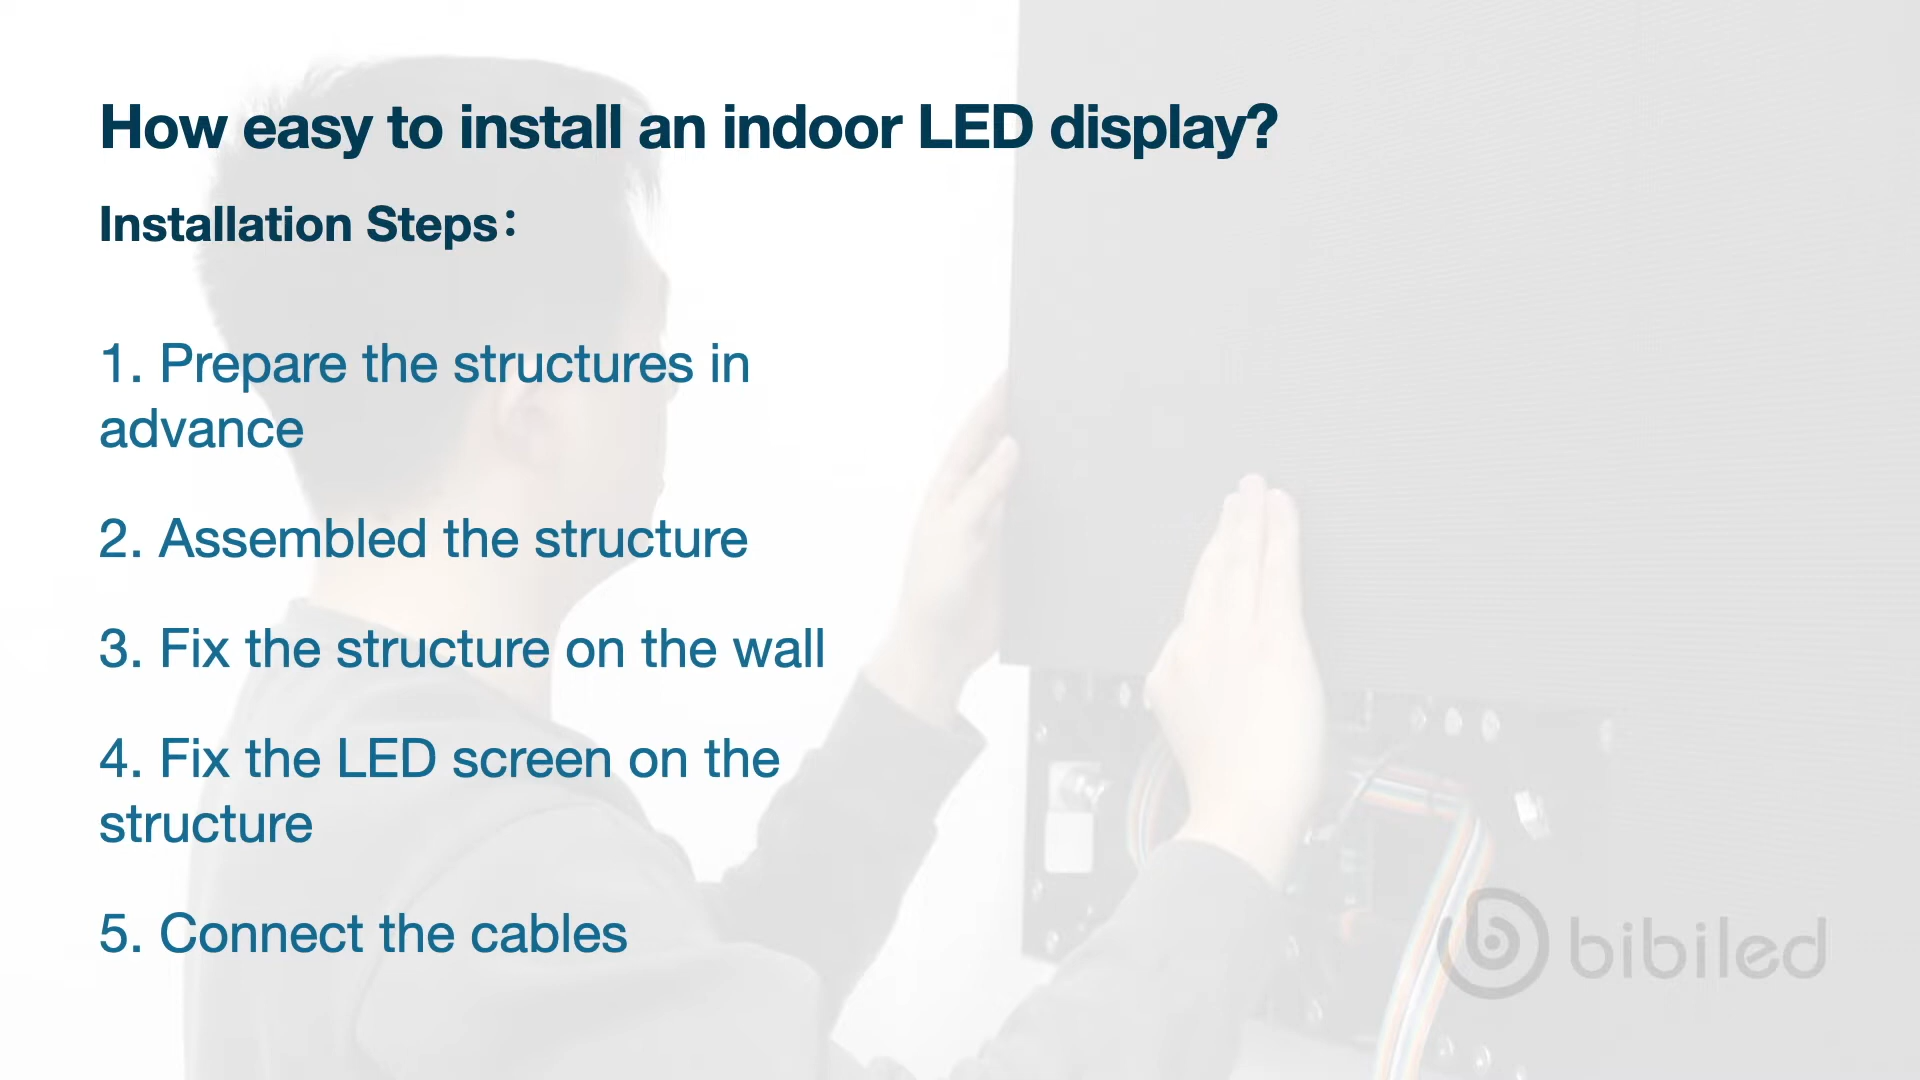 How easy to install an indoor LED display?
Installation Steps：
1. Prepare the structures in
advance
2. Assembled the structure
3. Fix the structure on the wall
4. Fix the LED screen on the
structure
5. Connect the cables
bibiled